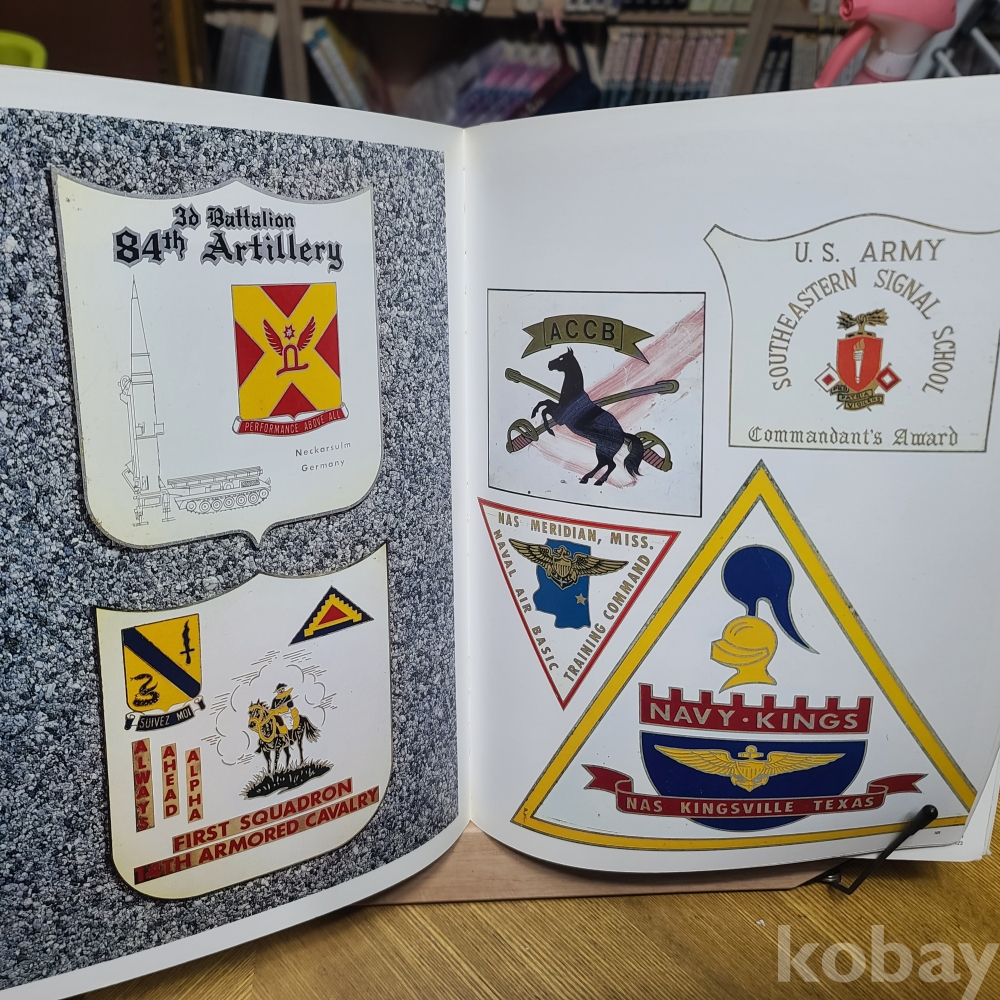 3d Battalion
84th Artillery
PERFORMANCE ABOVE ALL
Neckarsulm
Germany
SUIVEZ MOI
ALWAYS
AHEAD
ALPHA
FIRST SQUADRON
14TH ARMORED CAVALRY
ACCB
U.S. ARMY
SOUTHEASTERN SIGNAL SCHOOL
Commandant's Award
NAS MERIDIAN, MISS.
NAVAL AIR BASIC
TRAINING COMMAND
NAVY·KINGS
NAS KINGSVILLE TEXAS
kobay